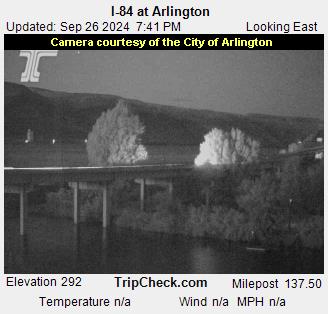 I-84 at Arlington
Updated: Sep 26 2024 7:41 PM Looking East
Camera courtesy of the City of Arlington
Elevation 292 TripCheck.com Milepost 137.50
Temperature n/a Wind n/a MPH n/a